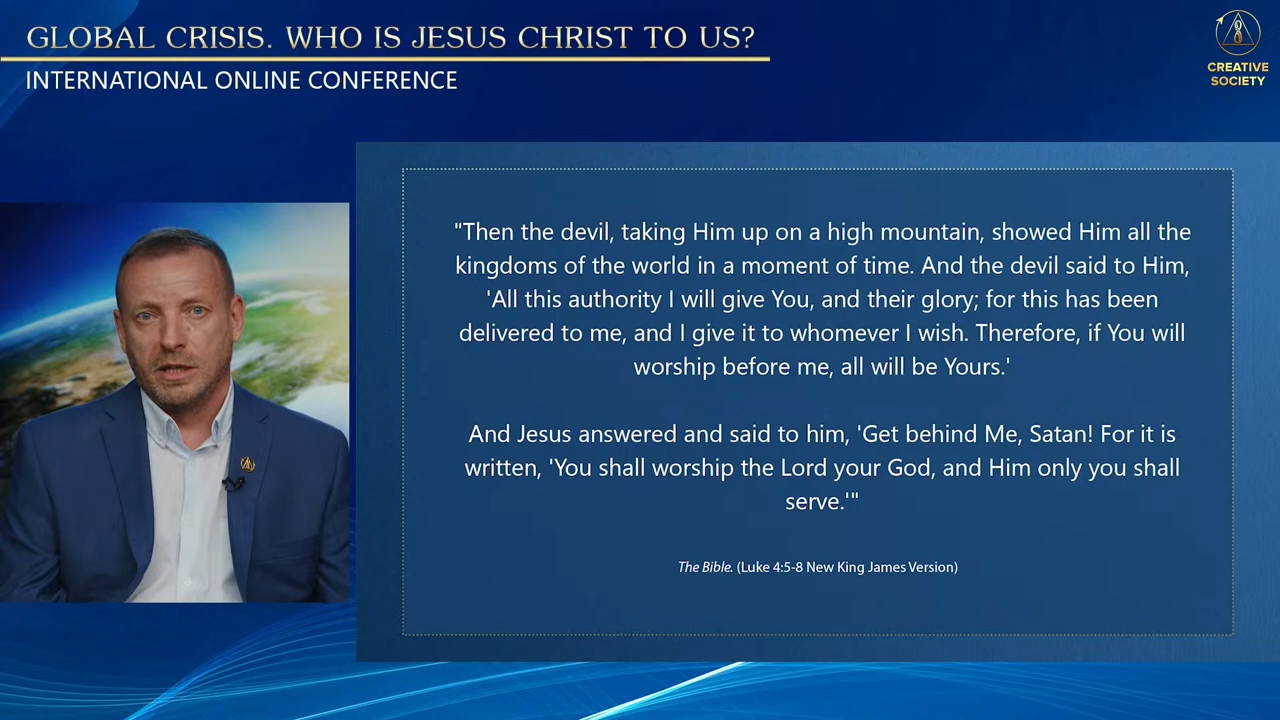 GLOBAL CRISIS. WHO IS JESUS CHRIST TO US?
INTERNATIONAL ONLINE CONFERENCE
CREATIVE
SOCIETY
"Then the devil, taking Him up on a high mountain, showed Him all the
kingdoms of the world in a moment of time. And the devil said to Him,
'All this authority I will give You, and their glory; for this has been
delivered to me, and I give it to whomever I wish. Therefore, if You will
worship before me, all will be Yours.'
And Jesus answered and said to him, 'Get behind Me, Satan! For it is
written, 'You shall worship the Lord your God, and Him only you shall
serve.'"
The Bible. (Luke 4:5-8 New King James Version)